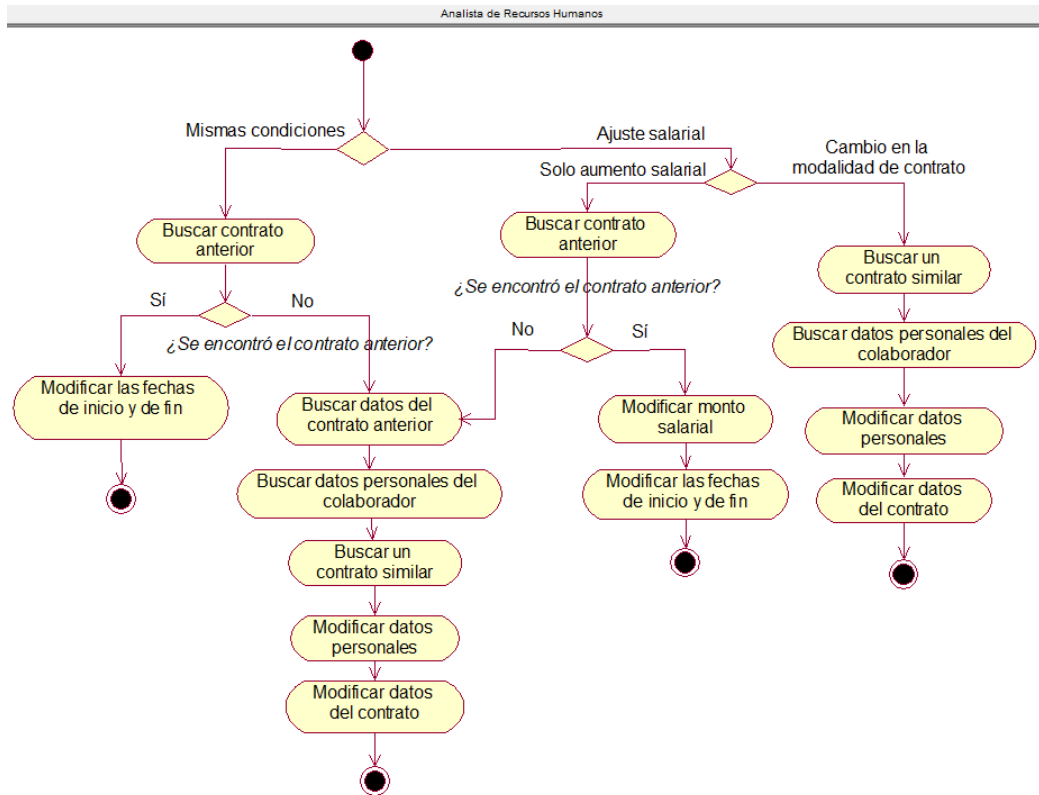 Analista de Recursos Humanos
Mismas condiciones
Ajuste salarial
Cambio en la
modalidad de contrato
Solo aumento salarial
Buscar contrato
anterior
Buscar contrato
anterior
Buscar un
contrato similar
¿Se encontró el contrato anterior?
Sí
No
¿Se encontró el contrato anterior?
No
Sí
Buscar datos personales del
colaborador
Modificar las fechas
de inicio y de fin
Buscar datos del
contrato anterior
Modificar monto
salarial
Modificar datos
personales
Buscar datos personales del
colaborador
Modificar las fechas
de inicio y de fin
Modificar datos
del contrato
Buscar un
contrato similar
Modificar datos
personales
Modificar datos
del contrato